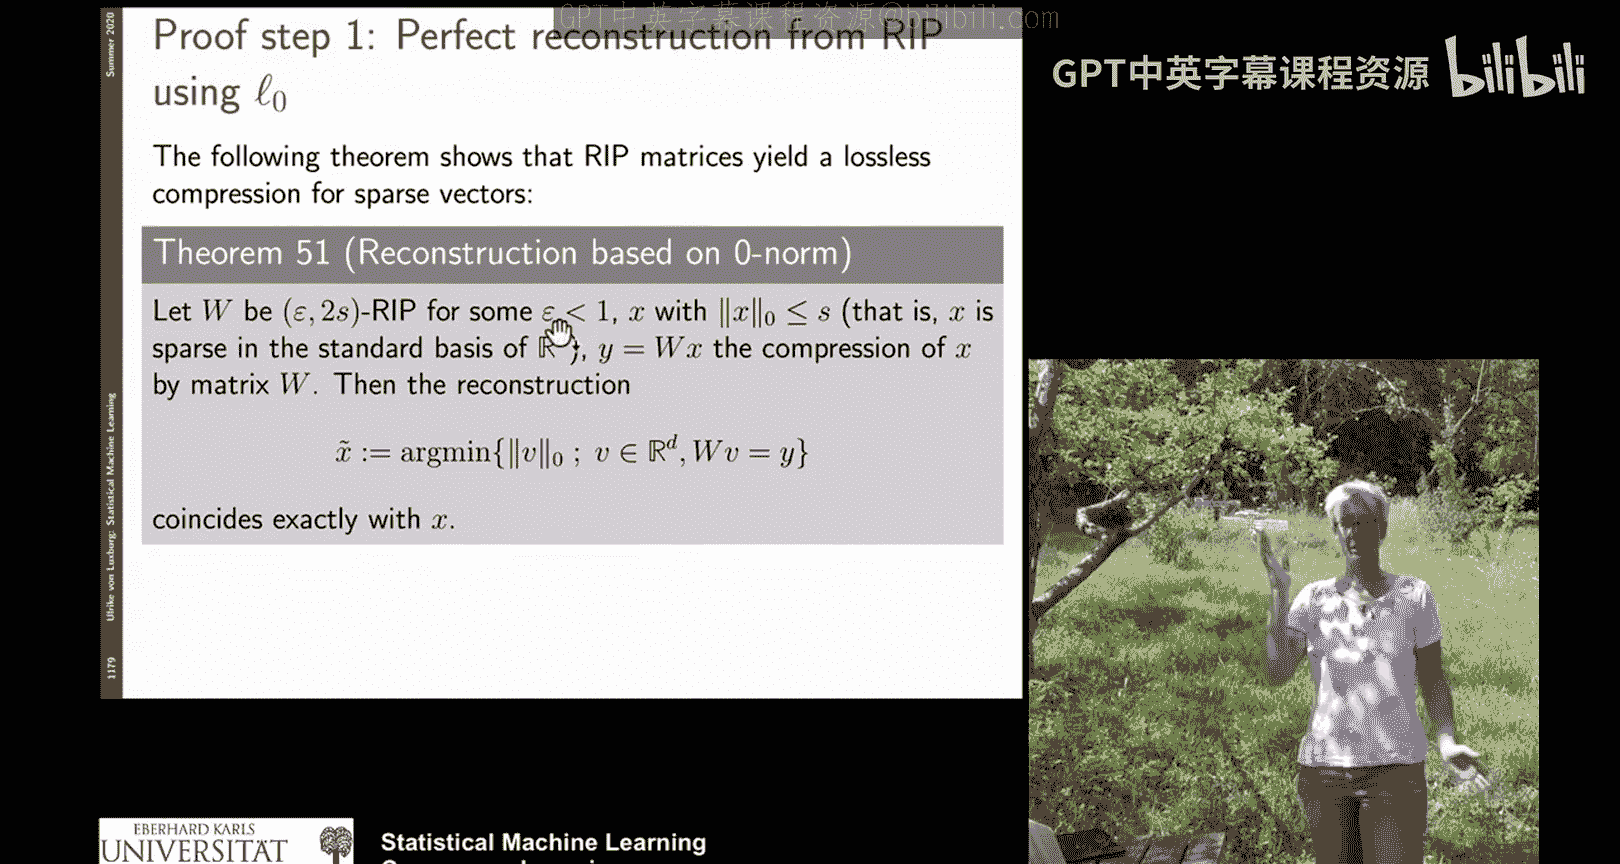 GPT中英字幕课程资源@bilibili.com
Proof step 1: Perfect reconstruction from RIP
using ℓ₀
GPT中英字幕课程资源 bilibili
The following theorem shows that RIP matrices yield a lossless
compression for sparse vectors:
Theorem 51 (Reconstruction based on 0-norm)
Let W be (ε, 2s)-RIP for some ε < 1, x with ‖x‖₀ ≤ s (that is, x is
sparse in the standard basis of ℝ), y = Wx the compression of x
by matrix W. Then the reconstruction
x̃ := argmin{‖v‖₀ ; v ∈ ℝᵈ, Wv = y}
coincides exactly with x.
Summer 2020
Ulrike von Luxburg: Statistical Machine Learning
1179
EBERHARD KARLS
UNIVERSITÄT
Statistical Machine Learning